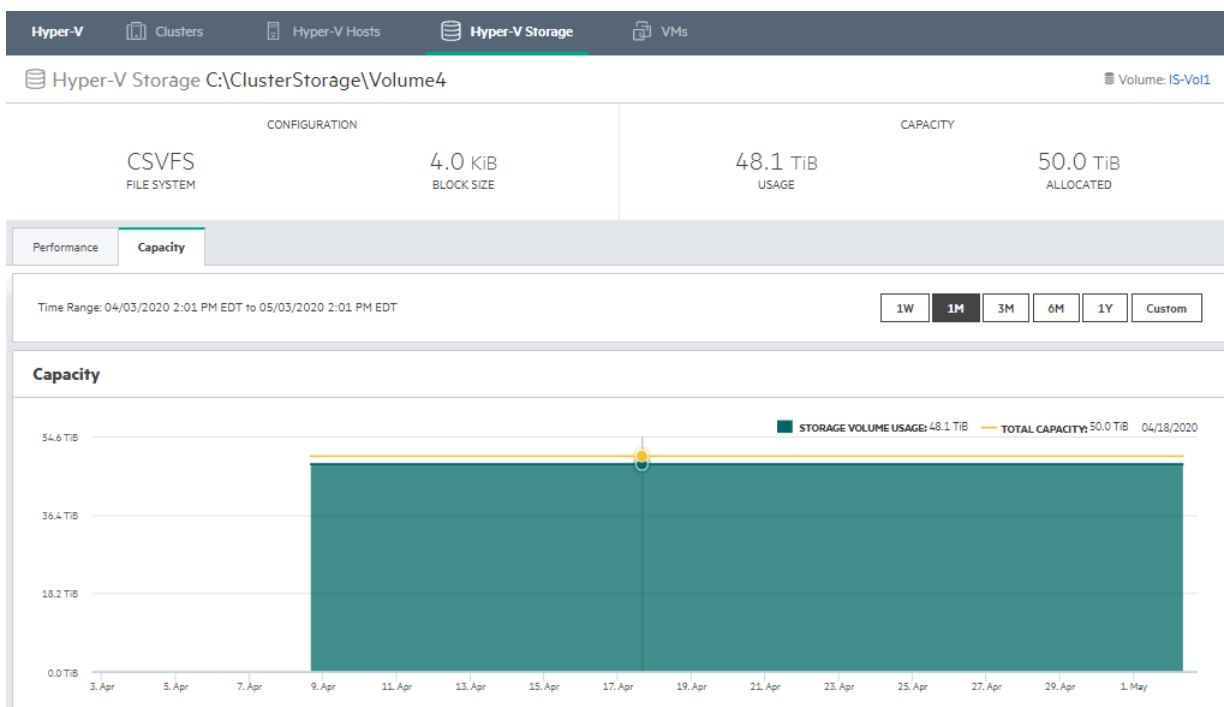 Hyper-V Clusters Hyper-V Hosts Hyper-V Storage VMs
Hyper-V Storage C:\ClusterStorage\Volume4 Volume: IS-Vol1
CONFIGURATION CAPACITY
CSVFS 4.0 KiB 48.1 TiB 50.0 TiB
FILE SYSTEM BLOCK SIZE USAGE ALLOCATED
Performance Capacity
Time Range: 04/03/2020 2:01 PM EDT to 05/03/2020 2:01 PM EDT 1W 1M 3M 6M 1Y Custom
Capacity
STORAGE VOLUME USAGE: 48.1 TiB TOTAL CAPACITY: 50.0 TiB 04/18/2020
54.6 TiB
36.4 TiB
18.2 TiB
0.0 TiB
3. Apr 5. Apr 7. Apr 9. Apr 11. Apr 13. Apr 15. Apr 17. Apr 19. Apr 21. Apr 23. Apr 25. Apr 27. Apr 29. Apr 1. May